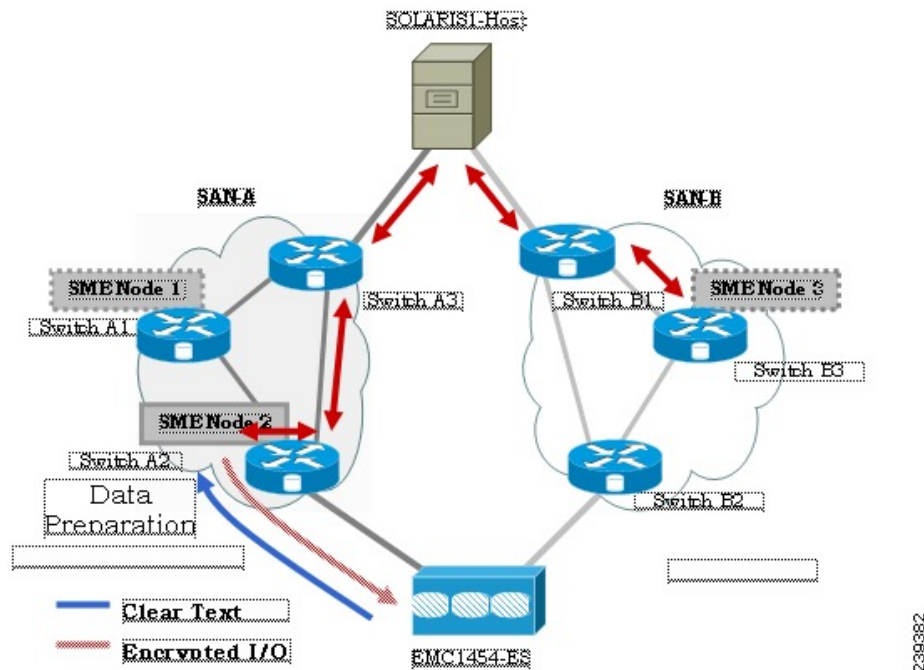 SOLARIS1-Host
SAN-A
SAN-B
SME Node 1
Switch A3
Switch B1
SME Node 3
Switch A1
Switch B3
SME Node 2
Switch A2
Switch B2
Data
Preparation
Clear Text
Encrypted I/O
EMC1454-ES
239382